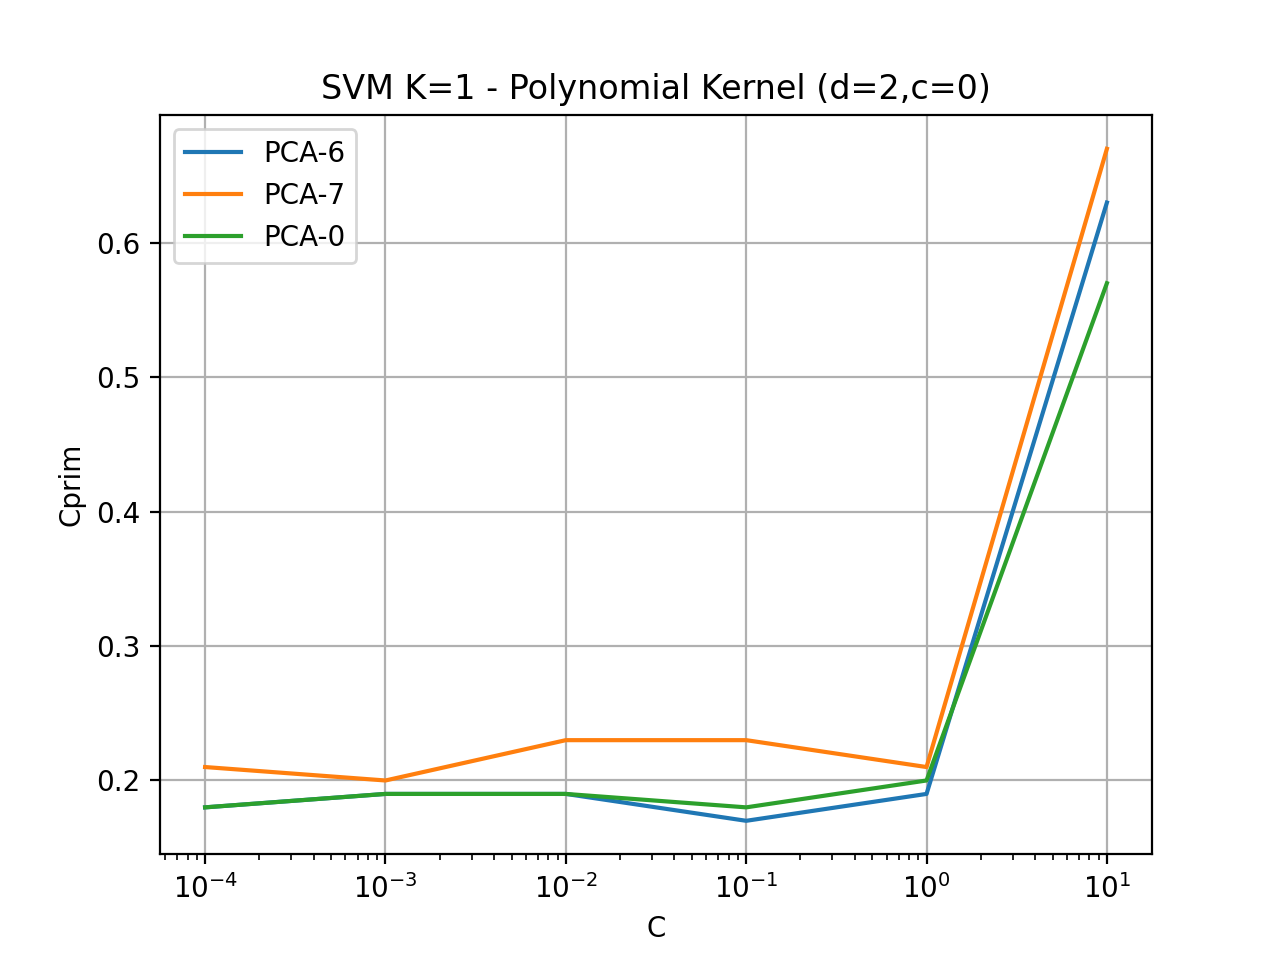 SVM K=1 - Polynomial Kernel (d=2,c=0)
PCA-6
PCA-7
PCA-0
0.6
0.5
0.4
0.3
0.2
Cprim
10⁻⁴ 10⁻³ 10⁻² 10⁻¹ 10⁰ 10¹
C